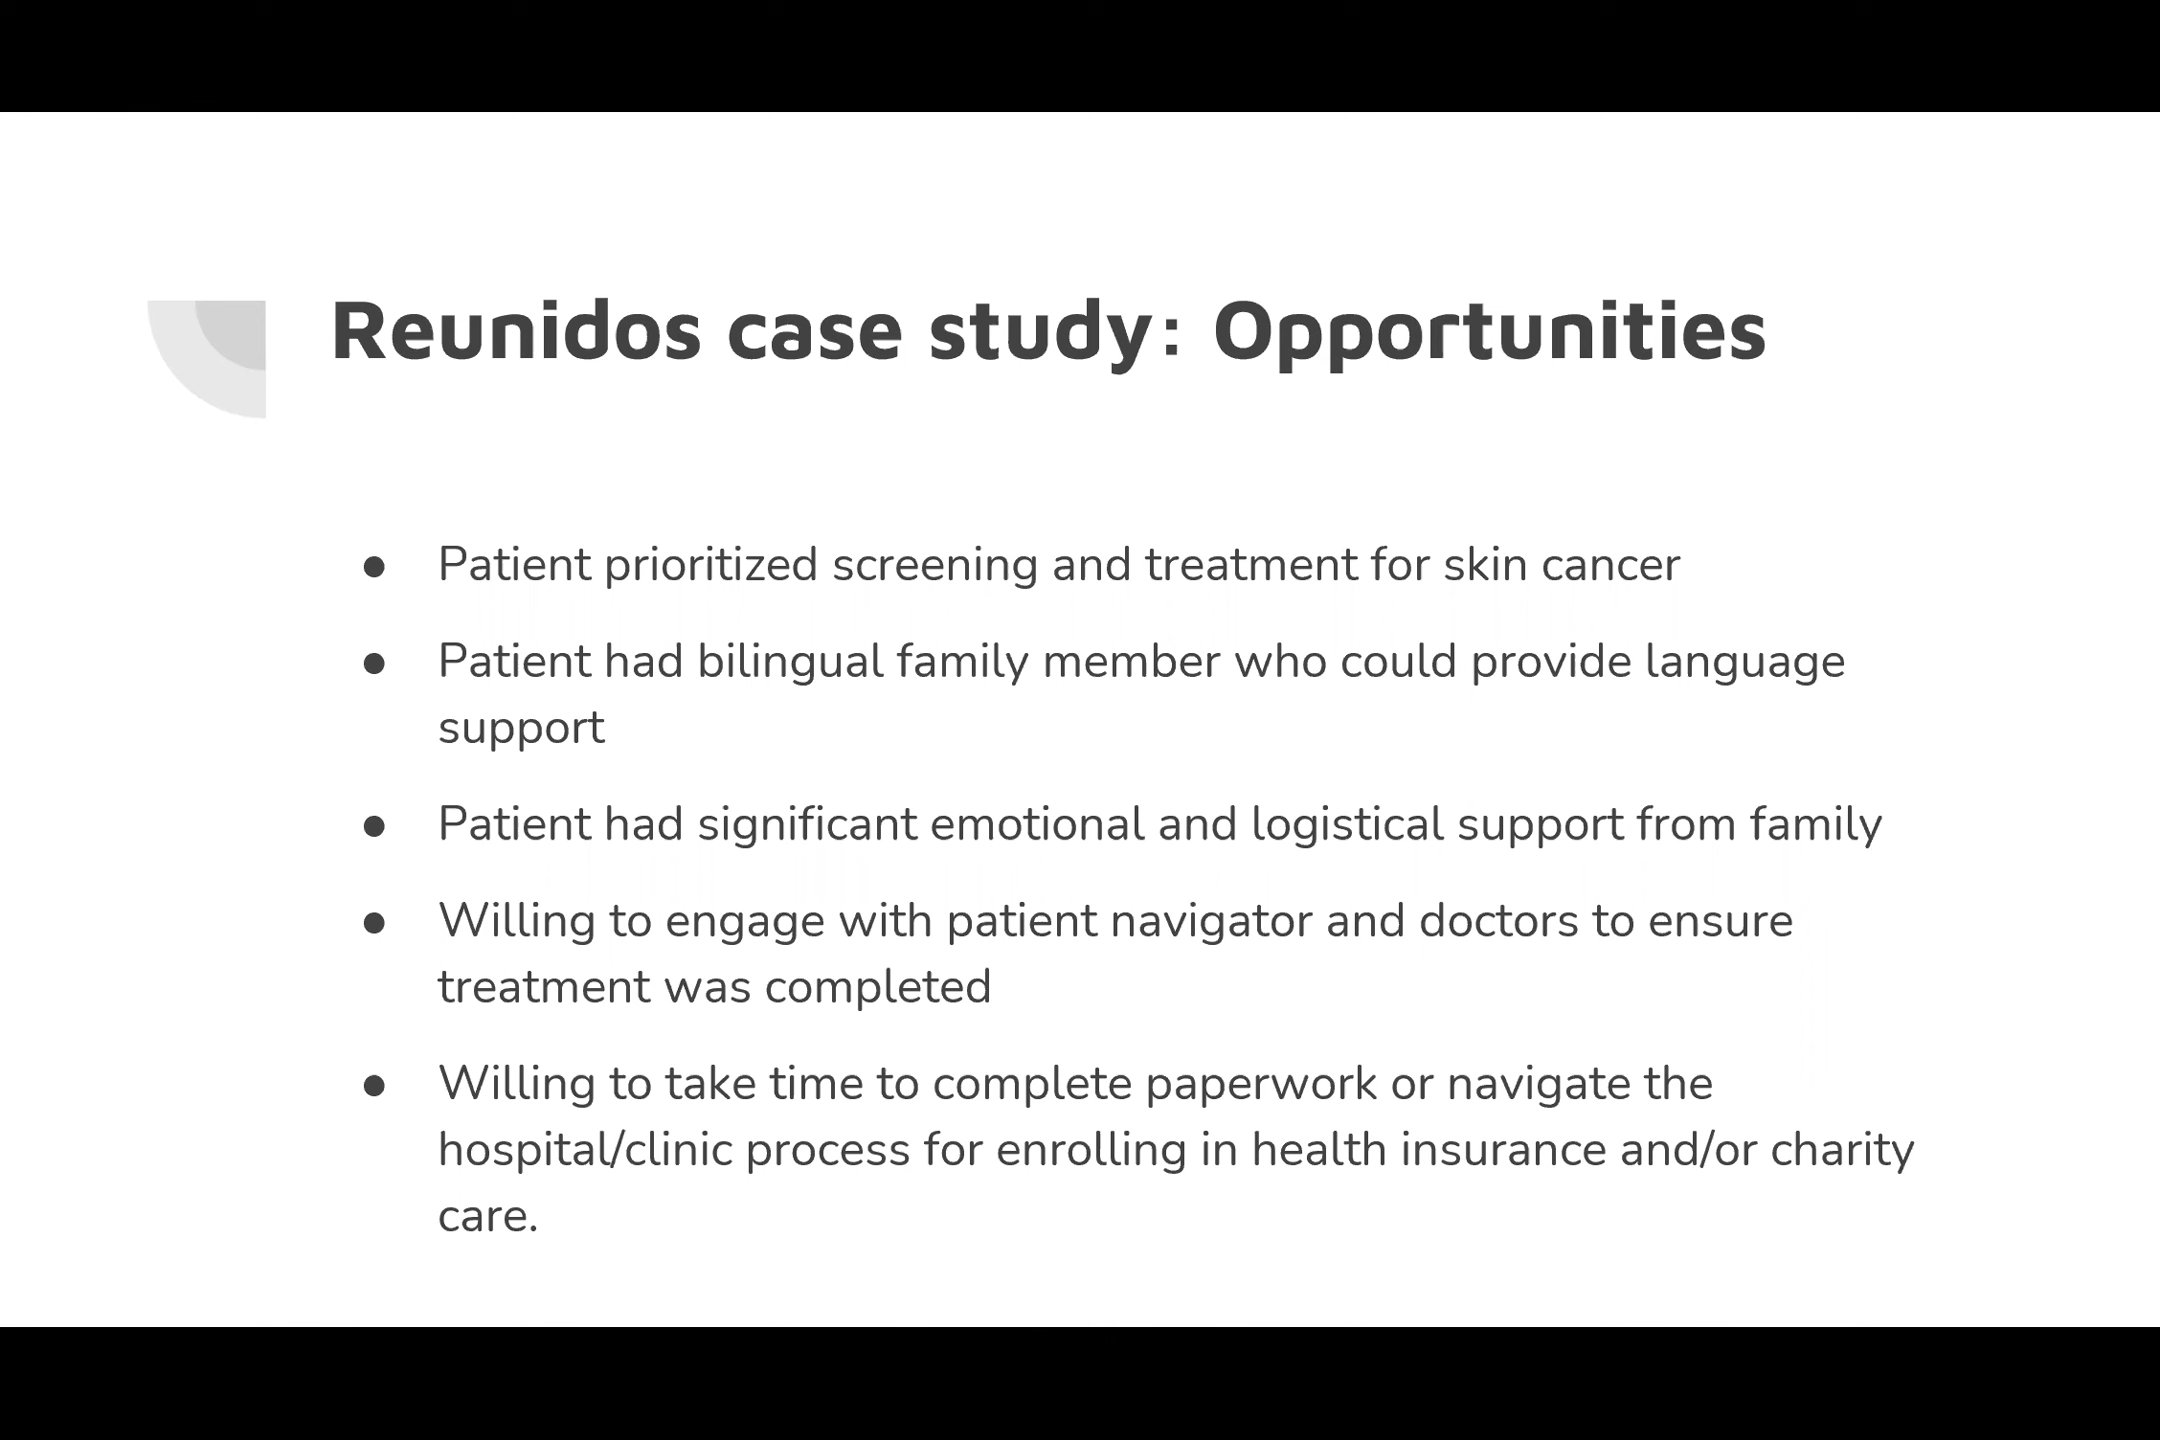 Reunidos case study: Opportunities
● Patient prioritized screening and treatment for skin cancer
● Patient had bilingual family member who could provide language
support
● Patient had significant emotional and logistical support from family
● Willing to engage with patient navigator and doctors to ensure
treatment was completed
● Willing to take time to complete paperwork or navigate the
hospital/clinic process for enrolling in health insurance and/or charity
care.